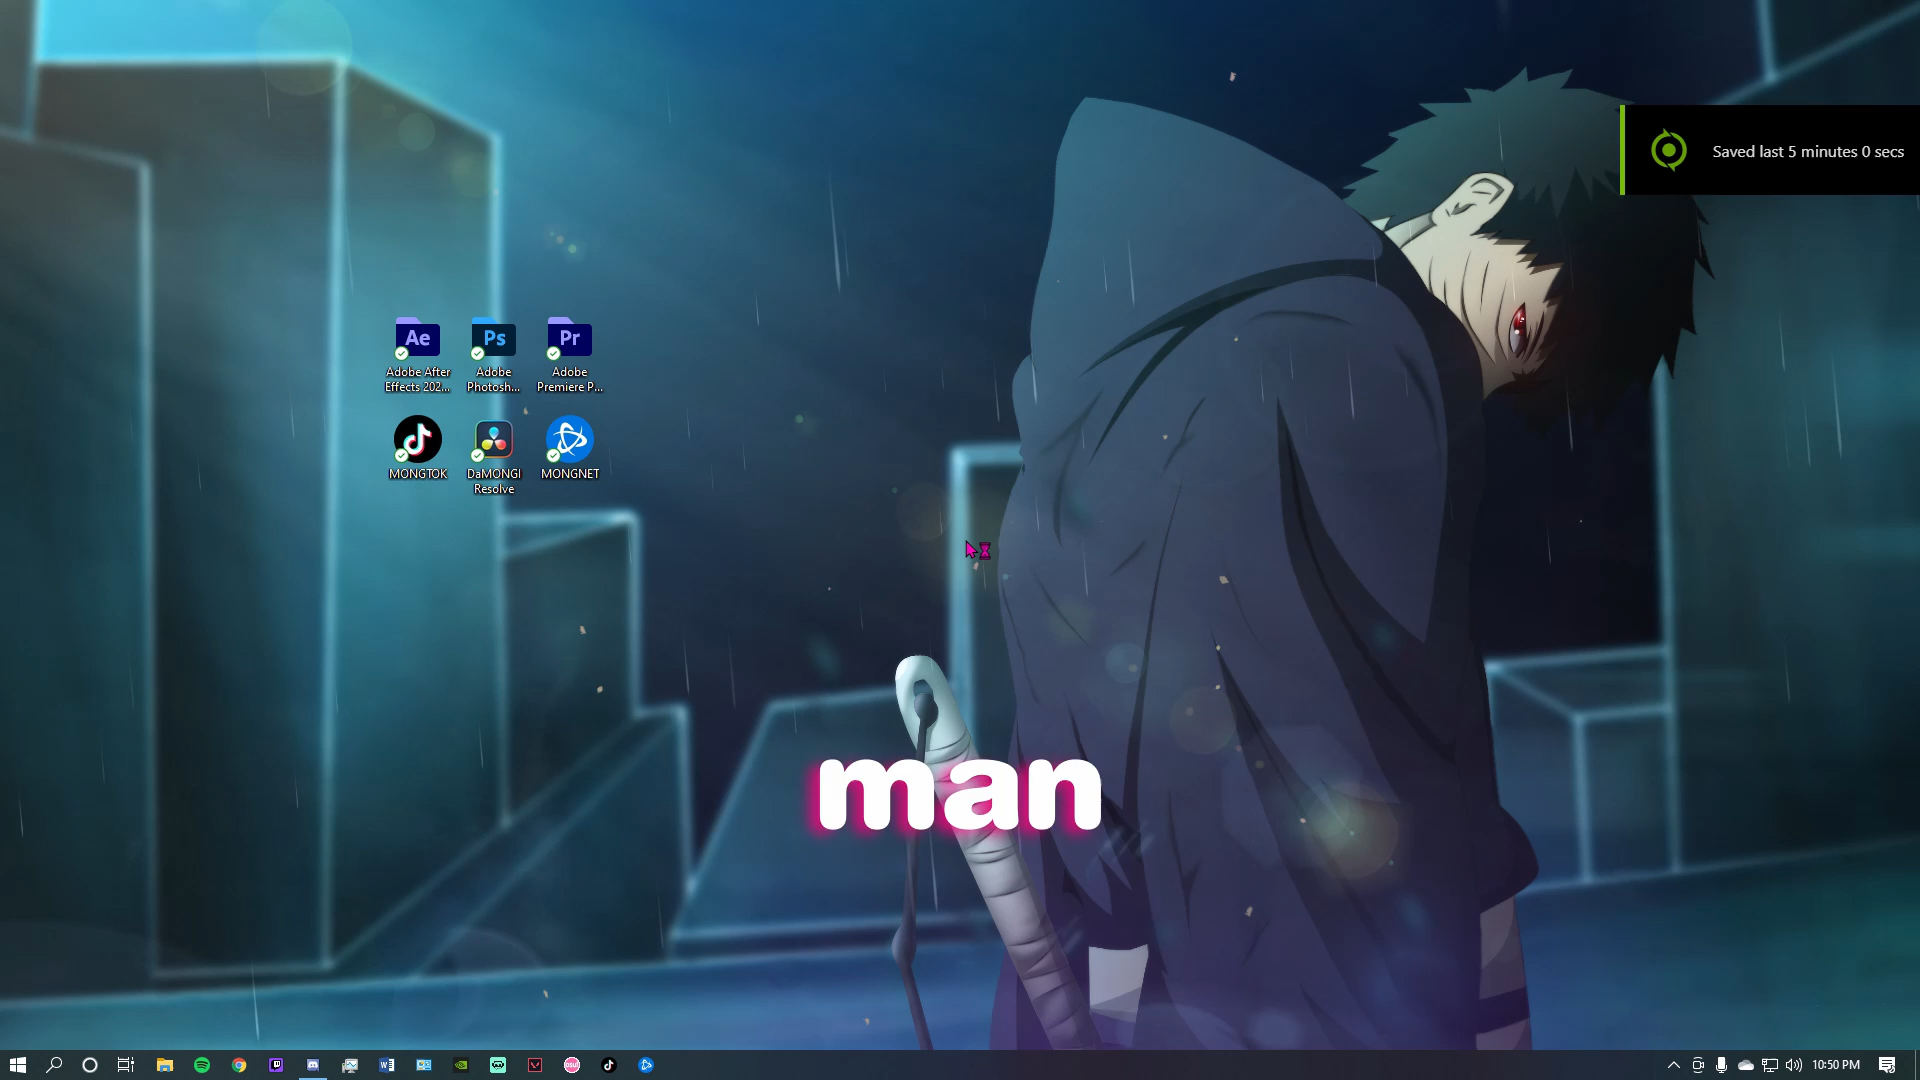 Saved last 5 minutes 0 secs
Ae
Ps
Pr
Adobe After
Effects 202...
Adobe
Photosh...
Adobe
Premiere P...
MONGTOK
DaMONGI
Resolve
MONGNET
man
10:50 PM